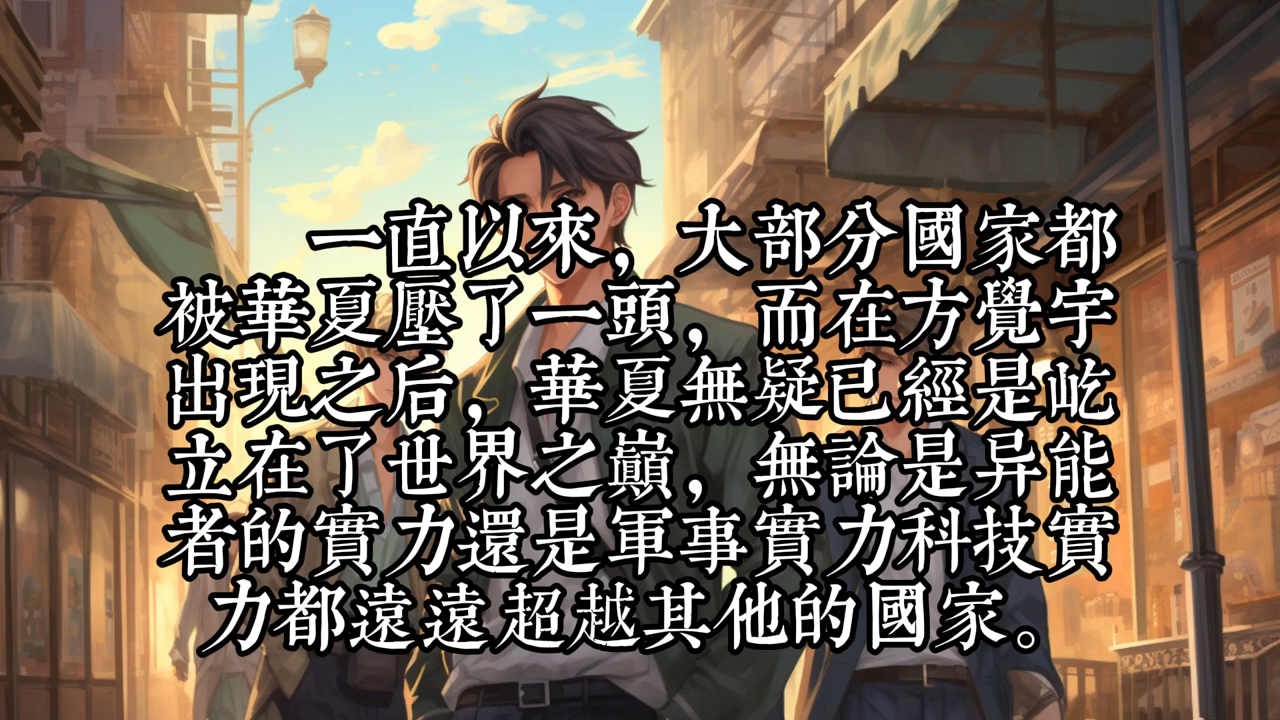 一直以來，大部分國家都
被華夏壓了一頭，而在方覺宇
出現之后，華夏無疑已經是屹
立在了世界之巔，無論是异能
者的實力還是軍事實力科技實
力都遠遠超越其他的國家。